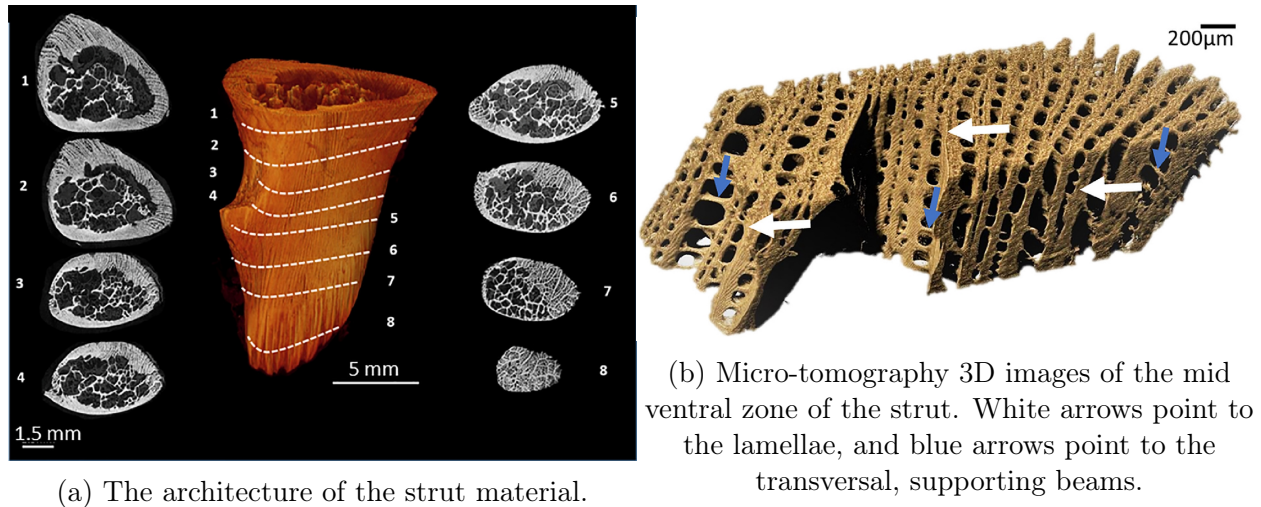 1
2
3
4
1.5 mm
1
2
3
4
5
6
7
8
5 mm
5
6
7
8
(a) The architecture of the strut material.
200µm
(b) Micro-tomography 3D images of the mid
ventral zone of the strut. White arrows point to
the lamellae, and blue arrows point to the
transversal, supporting beams.